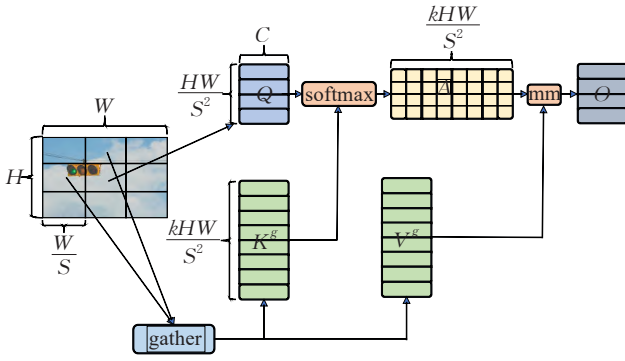 C
kHW/S²
HW/S²
Q
softmax
A
mm
O
W
H
W/S
kHW/S²
K^g
V^g
gather